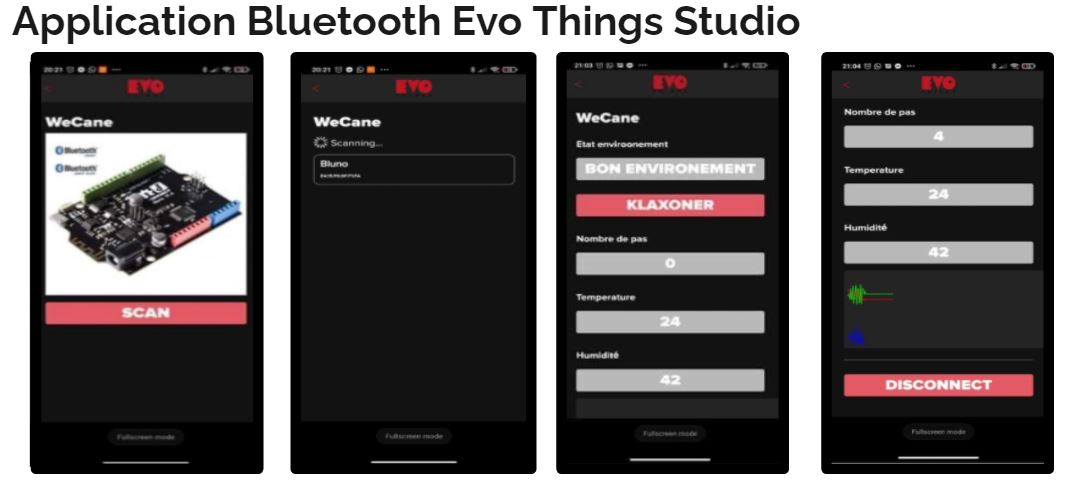 Application Bluetooth Evo Things Studio
20:21
EVO
WeCane
Bluetooth
Bluetooth
SCAN
Fullscreen mode
20:21
EVO
WeCane
Scanning...
Bluno
Fullscreen mode
21:03
EVO
WeCane
Etat enviroonement
BON ENVIRONEMENT
KLAXONER
Nombre de pas
0
Temperature
24
Humidité
42
Fullscreen mode
21:04
EVO
Nombre de pas
4
Temperature
24
Humidité
42
DISCONNECT
Fullscreen mode